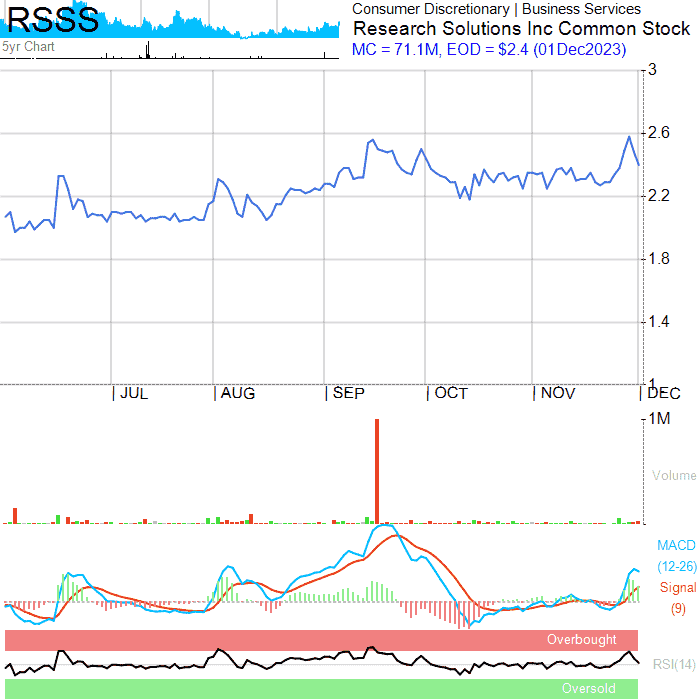 RSSS
5yr Chart
Consumer Discretionary | Business Services
Research Solutions Inc Common Stock
MC = 71.1M, EOD = $2.4 (01Dec2023)
3
2.6
2.2
1.8
1.4
1
| JUL | AUG | SEP | OCT | NOV | DEC
1M
Volume
MACD
(12-26)
Signal
(9)
Overbought
RSI(14)
Oversold